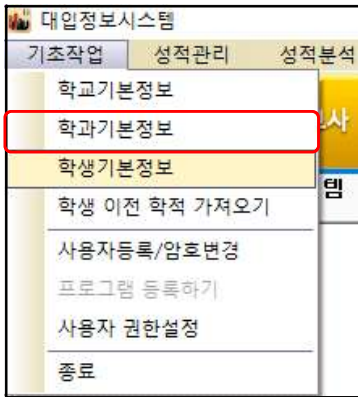 대입정보시스템
기초작업 성적관리 성적분석
학교기본정보
학과기본정보
사
학생기본정보
템
학생 이전 학적 가져오기
사용자등록/암호변경
프로그램 등록하기
사용자 권한설정
종료